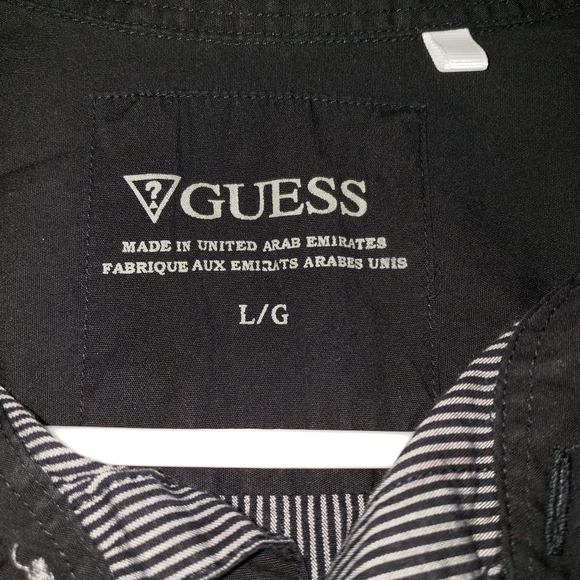 ? GUESS
MADE IN UNITED ARAB EMIRATES
FABRIQUE AUX EMIRATS ARABES UNIS
L/G